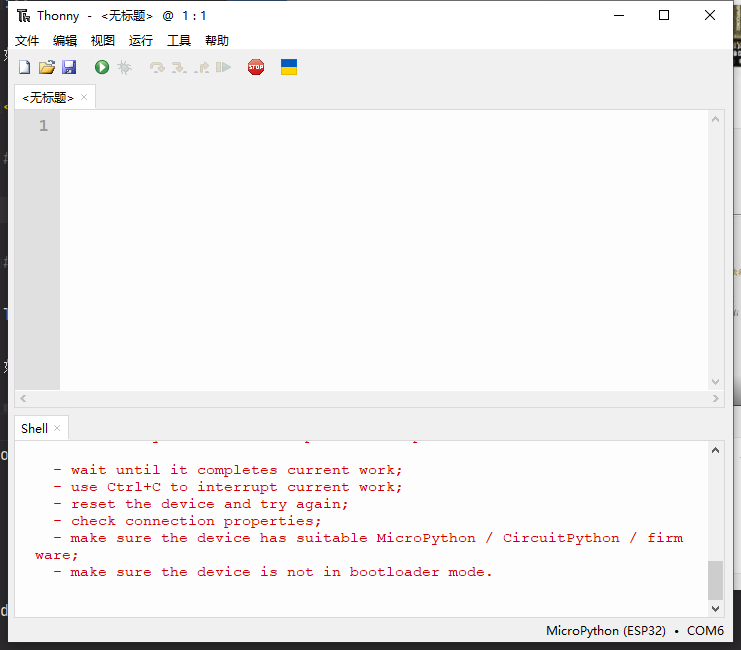 Thonny - <无标题> @ 1 : 1
文件 编辑 视图 运行 工具 帮助
STOP
<无标题> ×
1
Shell ×
- wait until it completes current work;
- use Ctrl+C to interrupt current work;
- reset the device and try again;
- check connection properties;
- make sure the device has suitable MicroPython / CircuitPython / firm
ware;
- make sure the device is not in bootloader mode.
MicroPython (ESP32) • COM6